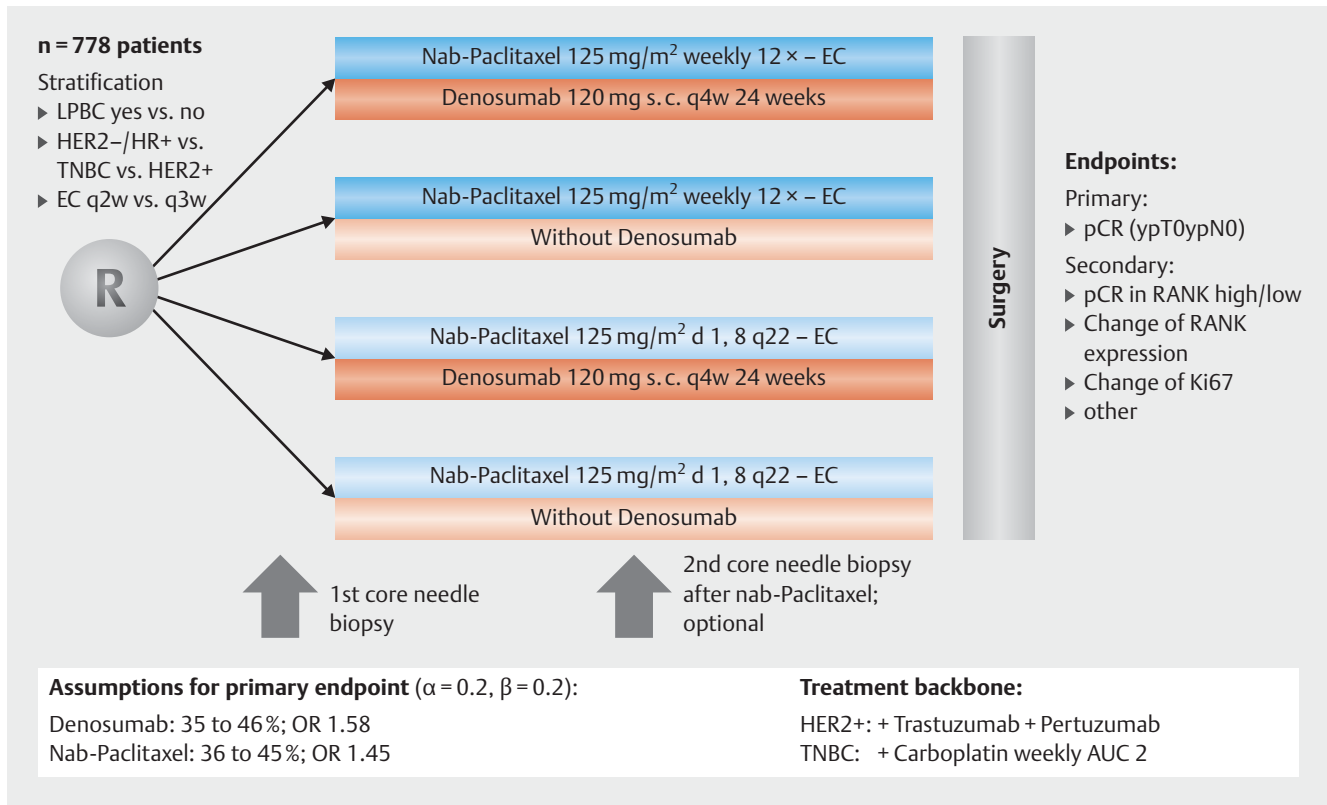 n = 778 patients
Stratification
▶ LPBC yes vs. no
▶ HER2–/HR+ vs.
TNBC vs. HER2+
▶ EC q2w vs. q3w
R
Nab-Paclitaxel 125 mg/m² weekly 12 × – EC
Denosumab 120 mg s. c. q4w 24 weeks
Nab-Paclitaxel 125 mg/m² weekly 12 × – EC
Without Denosumab
Nab-Paclitaxel 125 mg/m² d 1, 8 q22 – EC
Denosumab 120 mg s. c. q4w 24 weeks
Nab-Paclitaxel 125 mg/m² d 1, 8 q22 – EC
Without Denosumab
Surgery
Endpoints:
Primary:
▶ pCR (ypT0ypN0)
Secondary:
▶ pCR in RANK high/low
▶ Change of RANK
expression
▶ Change of Ki67
▶ other
1st core needle
biopsy
2nd core needle biopsy
after nab-Paclitaxel;
optional
Assumptions for primary endpoint (α = 0.2, β = 0.2):
Denosumab: 35 to 46 %; OR 1.58
Nab-Paclitaxel: 36 to 45 %; OR 1.45
Treatment backbone:
HER2+: + Trastuzumab + Pertuzumab
TNBC: + Carboplatin weekly AUC 2